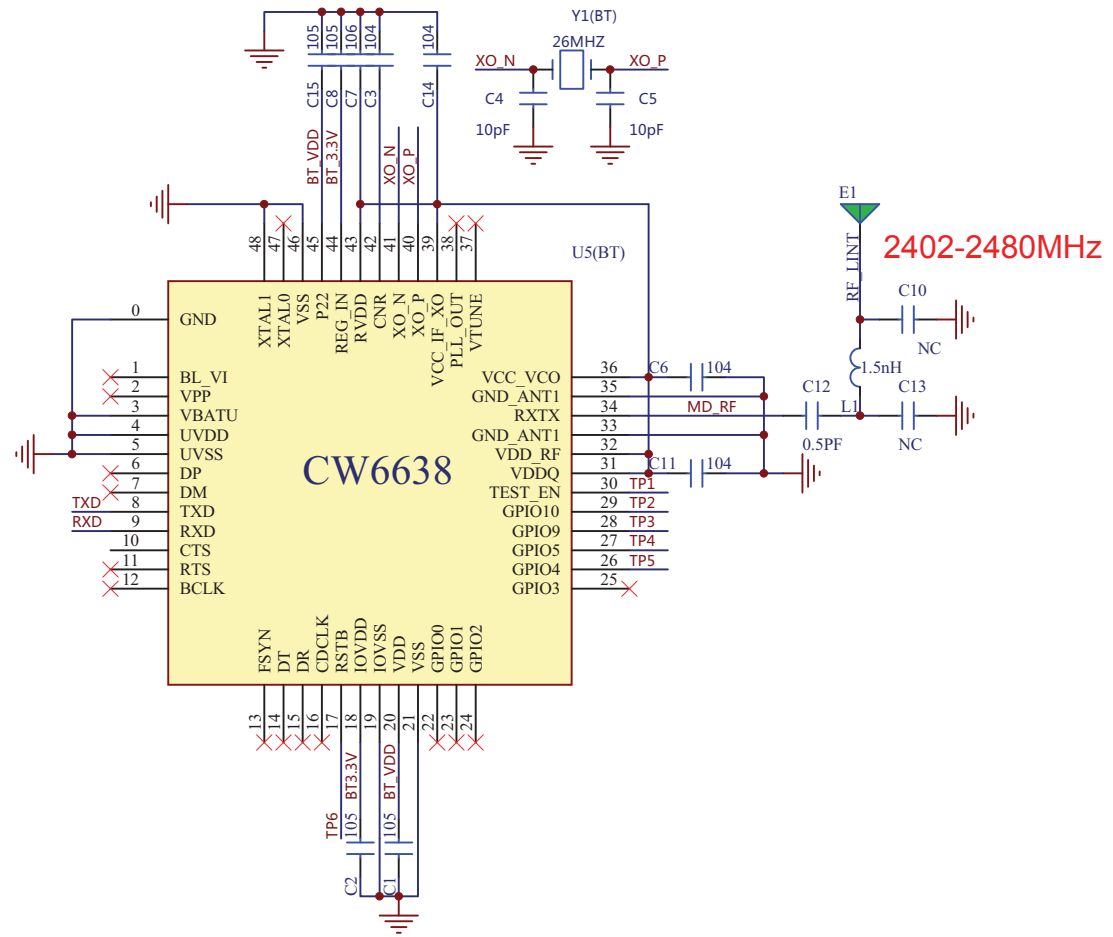 105
105
106
104
104
C15
C8
C7
C3
C14
BT_VDD
BT_3.3V
XO_N
XO_P
Y1(BT)
26MHZ
XO_N
XO_P
C4
C5
10pF
10pF
E1
RF_LINT
2402-2480MHz
C10
NC
1.5nH
L1
C12
0.5PF
C13
NC
U5(BT)
48
47
46
45
44
43
42
41
40
39
38
37
XTAL1
XTAL0
VSS
P22
REG_IN
RVDD
CNR
XO_N
XO_P
VCC_IF_XO
PLL_OUT
VTUNE
0 GND
1 BL_VI
2 VPP
3 VBATU
4 UVDD
5 UVSS
6 DP
7 DM
TXD 8 TXD
RXD 9 RXD
10 CTS
11 RTS
12 BCLK
CW6638
VCC_VCO 36 C6 104
GND_ANT1 35
RXTX 34 MD_RF
GND_ANT1 33
VDD_RF 32
VDDQ 31 C11 104
TEST_EN 30 TP1
GPIO10 29 TP2
GPIO9 28 TP3
GPIO5 27 TP4
GPIO4 26 TP5
GPIO3 25
FSYN
DT
DR
CDCLK
RSTB
IOVDD
IOVSS
VDD
VSS
GPIO0
GPIO1
GPIO2
13
14
15
16
17
18
19
20
21
22
23
24
BT3.3V
BT_VDD
TP6
105
105
C2
C1